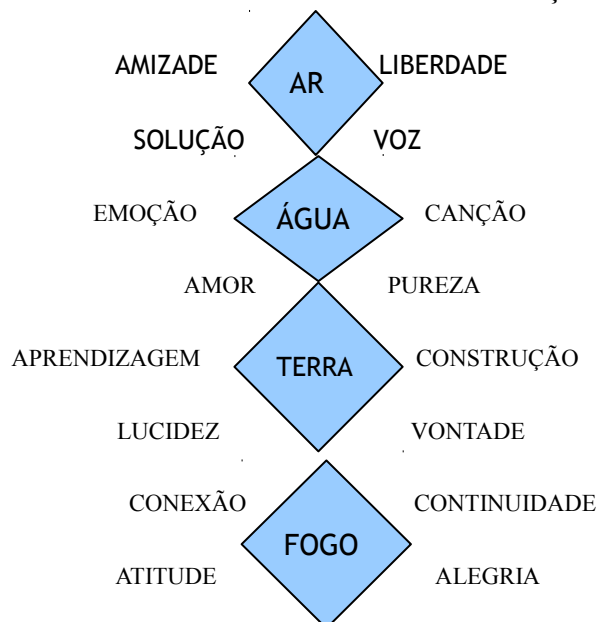 AMIZADE
LIBERDADE
AR
SOLUÇÃO
VOZ
EMOÇÃO
ÁGUA
CANÇÃO
AMOR
PUREZA
APRENDIZAGEM
TERRA
CONSTRUÇÃO
LUCIDEZ
VONTADE
CONEXÃO
CONTINUIDADE
FOGO
ATITUDE
ALEGRIA